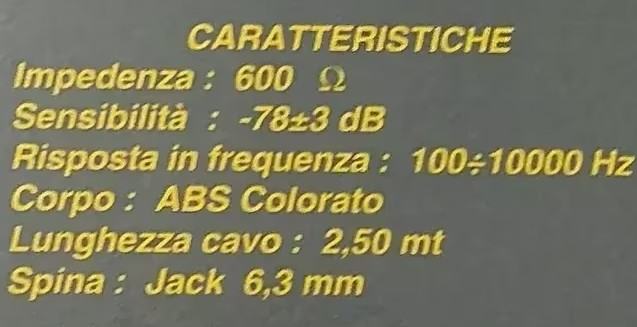 CARATTERISTICHE
Impedenza : 600 Ω
Sensibilità : -78±3 dB
Risposta in frequenza : 100÷10000 Hz
Corpo : ABS Colorato
Lunghezza cavo : 2,50 mt
Spina : Jack 6,3 mm